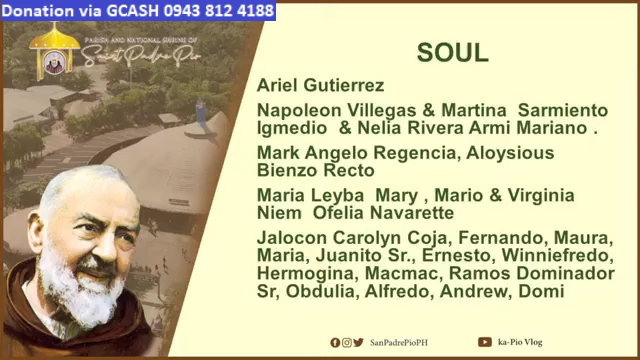 Donation via GCASH 0943 812 4188
PARISH AND NATIONAL SHRINE OF
Saint Padre Pio
SOUL
Ariel Gutierrez
Napoleon Villegas & Martina Sarmiento
Igmedio & Nelia Rivera Armi Mariano .
Mark Angelo Regencia, Aloysious
Bienzo Recto
Maria Leyba Mary , Mario & Virginia
Niem Ofelia Navarette
Jalocon Carolyn Coja, Fernando, Maura,
Maria, Juanito Sr., Ernesto, Winniefredo,
Hermogina, Macmac, Ramos Dominador
Sr, Obdulia, Alfredo, Andrew, Domi
SanPadrePioPH
ka-Pio Vlog